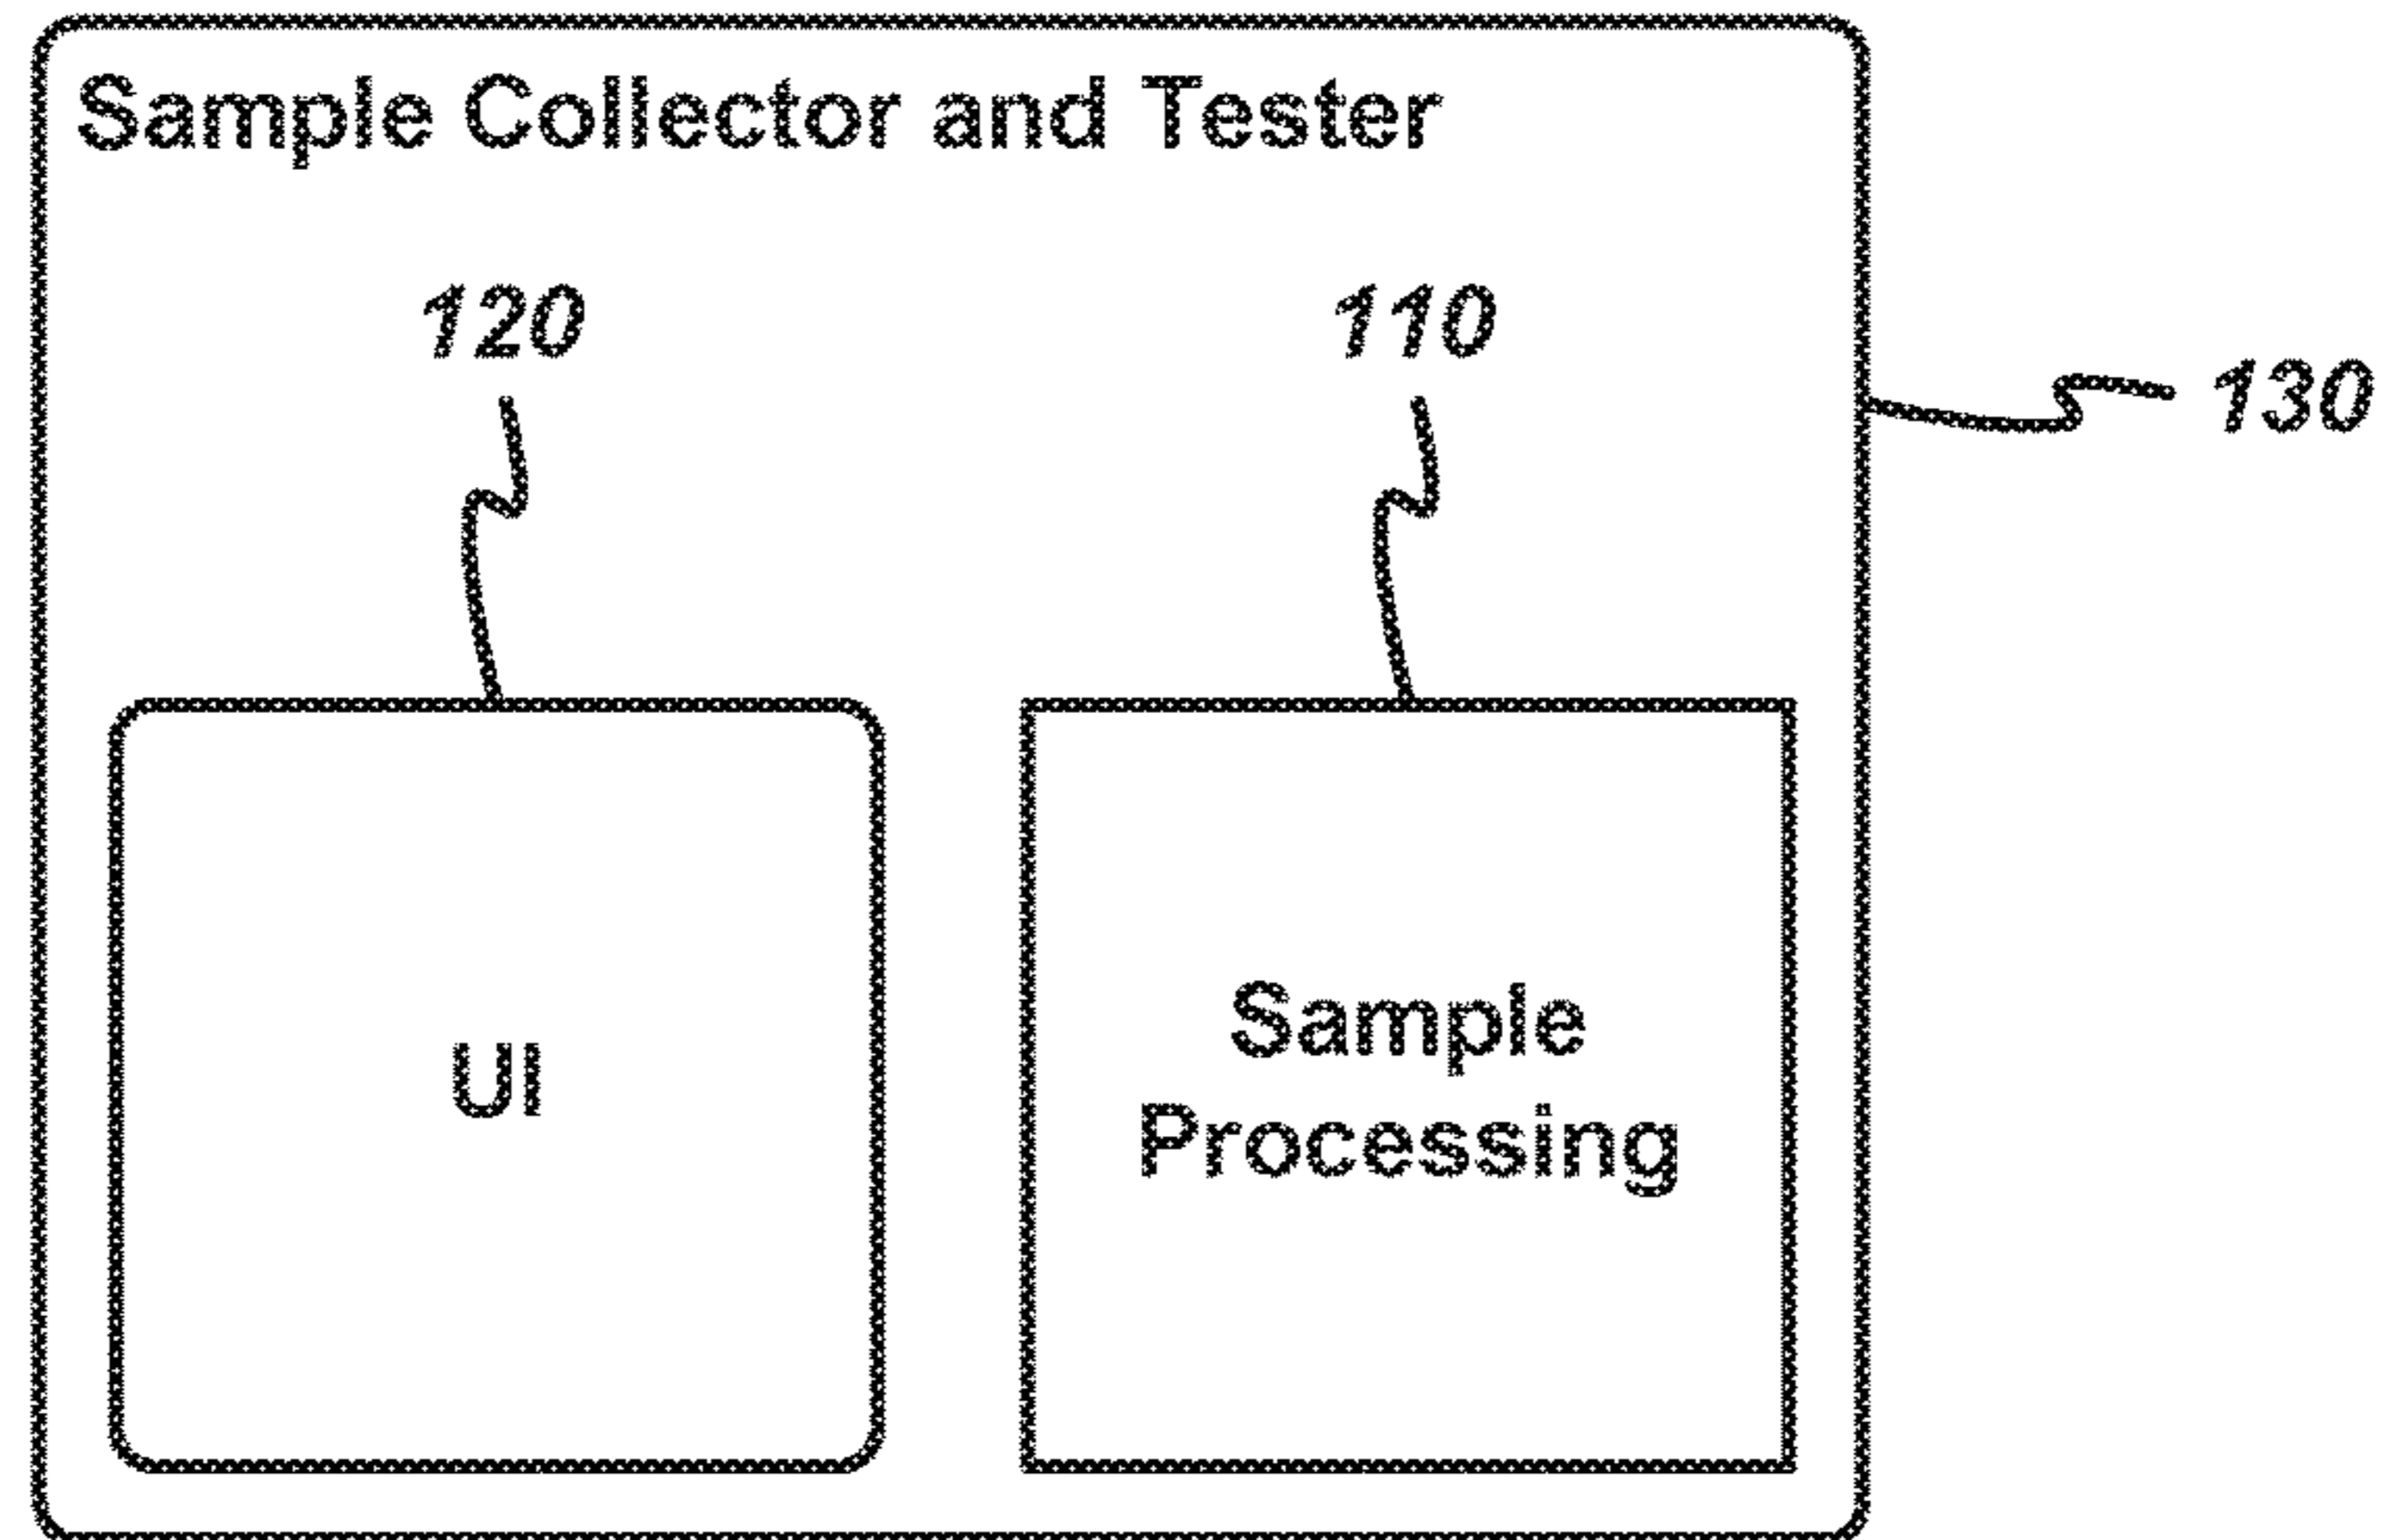 Sample Collector and Tester
120
110
130
UI
Sample
Processing